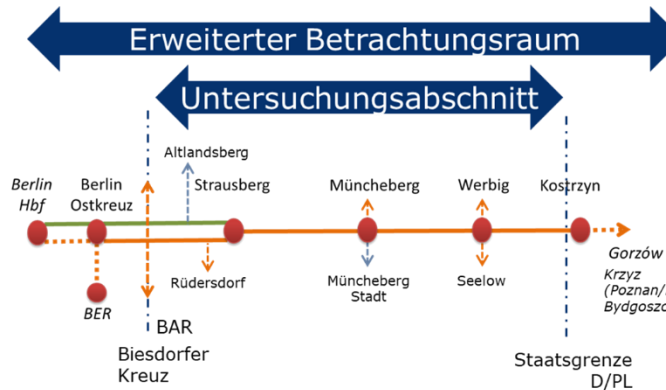 Erweiterter Betrachtungsraum
Untersuchungsabschnitt
Altlandsberg
Berlin
Hbf
Berlin
Ostkreuz
Strausberg
Müncheberg
Werbig
Kostrzyn
BER
Rüdersdorf
Müncheberg
Stadt
Seelow
Gorzów
Krzyz
(Poznan/
BAR
Biesdorfer
Kreuz
Staatsgrenze
D/PL